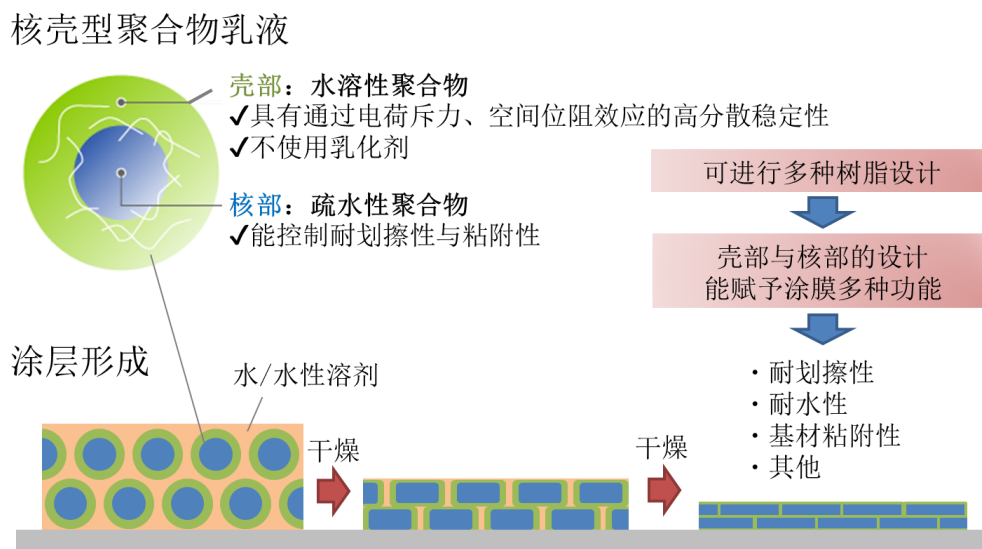 核壳型聚合物乳液
壳部：水溶性聚合物
✓具有通过电荷斥力、空间位阻效应的高分散稳定性
✓不使用乳化剂
核部：疏水性聚合物
✓能控制耐划擦性与粘附性
可进行多种树脂设计
壳部与核部的设计
能赋予涂膜多种功能
・耐划擦性
・耐水性
・基材粘附性
・其他
涂层形成
水/水性溶剂
干燥
干燥